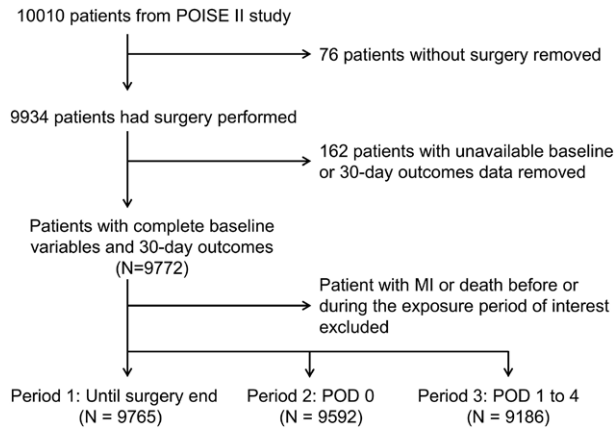 10010 patients from POISE II study
76 patients without surgery removed
9934 patients had surgery performed
162 patients with unavailable baseline
or 30-day outcomes data removed
Patients with complete baseline
variables and 30-day outcomes
(N=9772)
Patient with MI or death before or
during the exposure period of interest
excluded
Period 1: Until surgery end
(N = 9765)
Period 2: POD 0
(N = 9592)
Period 3: POD 1 to 4
(N = 9186)